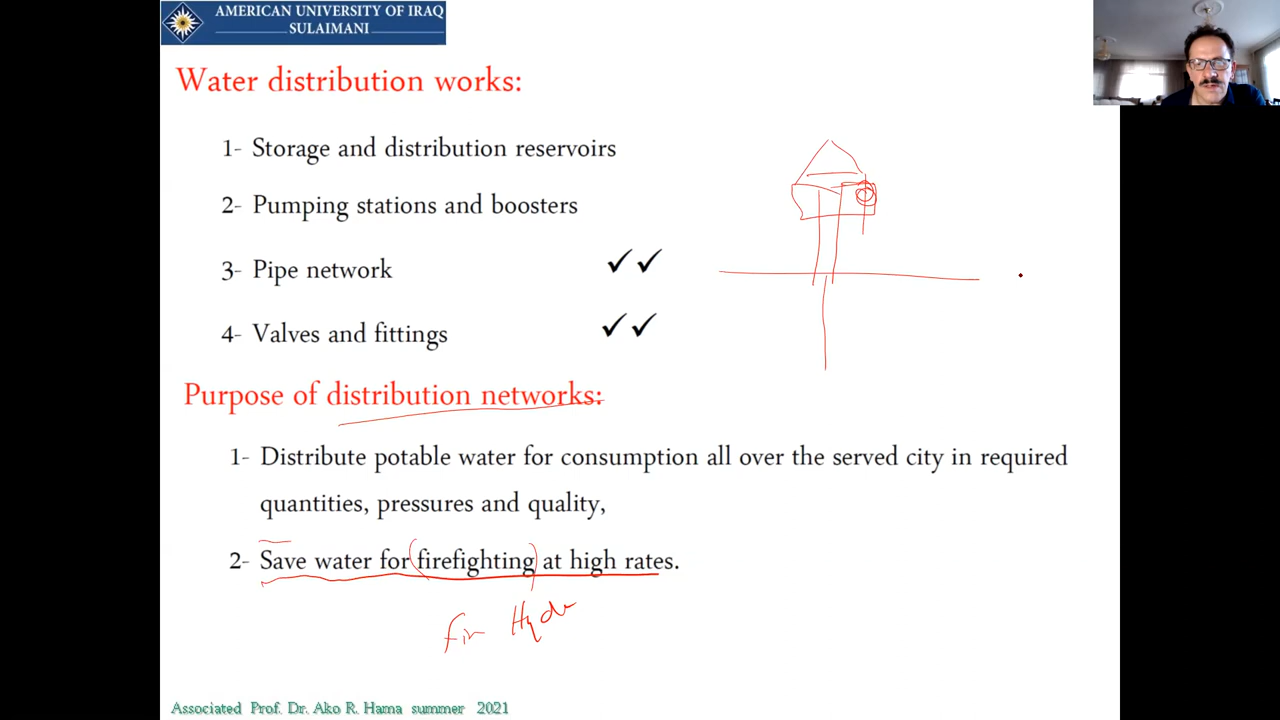 AMERICAN UNIVERSITY OF IRAQ
SULAIMANI
Water distribution works:
1- Storage and distribution reservoirs
2- Pumping stations and boosters
3- Pipe network ✓✓
4- Valves and fittings ✓✓
Purpose of distribution networks:
1- Distribute potable water for consumption all over the served city in required
quantities, pressures and quality,
2- Save water for (firefighting) at high rates.
Associated Prof. Dr. Ako R. Hama summer 2021